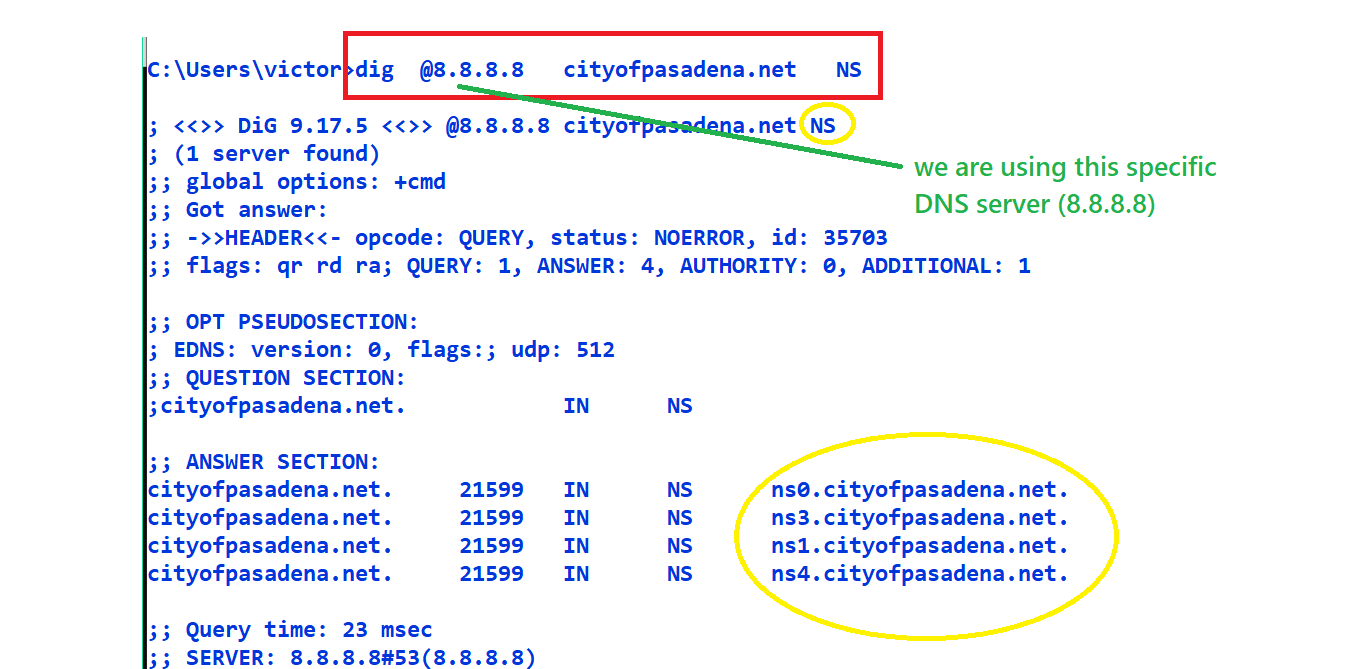 C:\Users\victor>dig @8.8.8.8 cityofpasadena.net NS
; <<>> DiG 9.17.5 <<>> @8.8.8.8 cityofpasadena.net NS
; (1 server found)
we are using this specific
DNS server (8.8.8.8)
;; global options: +cmd
;; Got answer:
;; ->>HEADER<<- opcode: QUERY, status: NOERROR, id: 35703
;; flags: qr rd ra; QUERY: 1, ANSWER: 4, AUTHORITY: 0, ADDITIONAL: 1
;; OPT PSEUDOSECTION:
; EDNS: version: 0, flags:; udp: 512
;; QUESTION SECTION:
;cityofpasadena.net. IN NS
;; ANSWER SECTION:
cityofpasadena.net. 21599 IN NS ns0.cityofpasadena.net.
cityofpasadena.net. 21599 IN NS ns3.cityofpasadena.net.
cityofpasadena.net. 21599 IN NS ns1.cityofpasadena.net.
cityofpasadena.net. 21599 IN NS ns4.cityofpasadena.net.
;; Query time: 23 msec
;; SERVER: 8.8.8.8#53(8.8.8.8)